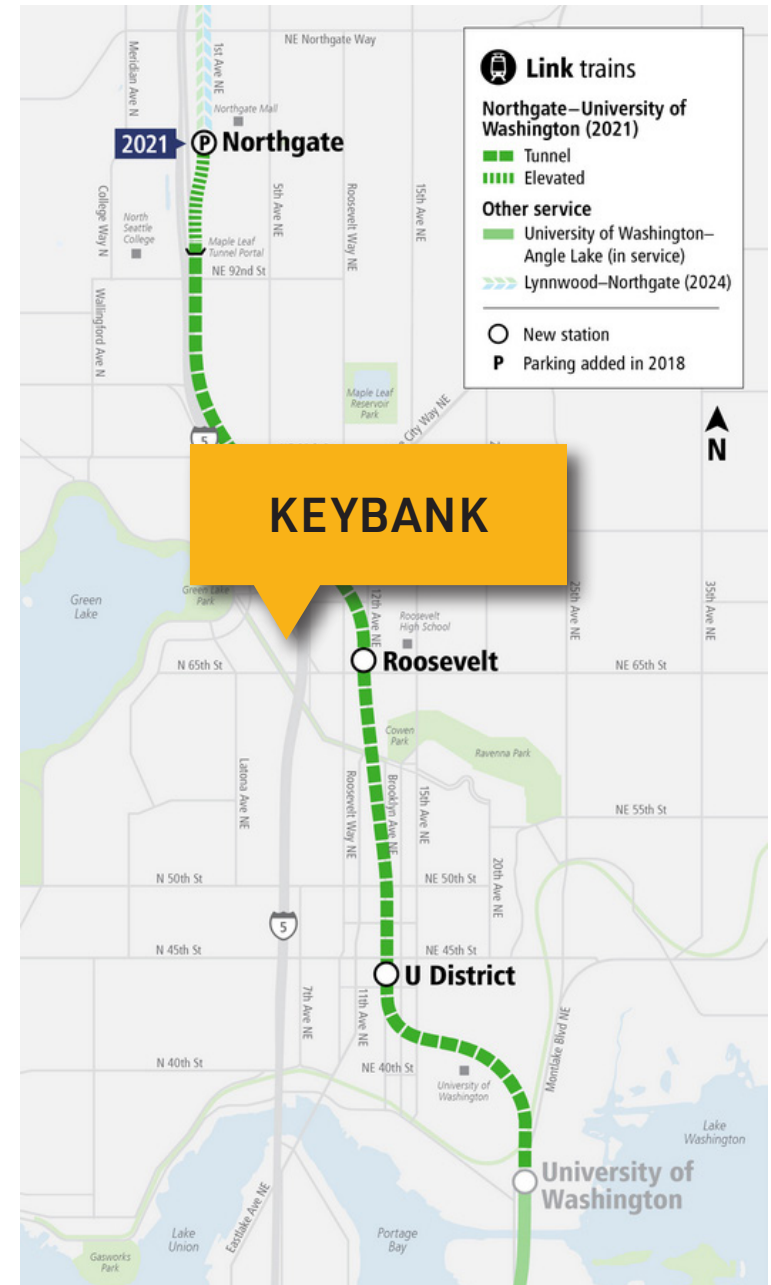 NE Northgate Way
Meridian Ave N
1st Ave NE
Northgate Mall
2021
P
Northgate
College Way N
North
Seattle
College
5th Ave NE
Roosevelt Way NE
15th Ave NE
Maple Leaf
Tunnel Portal
NE 92nd St
Wallingford Ave N
Link trains
Northgate–University of
Washington (2021)
Tunnel
Elevated
Other service
University of Washington–
Angle Lake (in service)
Lynnwood–Northgate (2024)
New station
P Parking added in 2018
N
Maple Leaf
Reservoir
Park
City Way NE
5
KEYBANK
Green
Lake
Green Lake
Park
12th Ave NE
Roosevelt
High School
25th Ave NE
35th Ave NE
N 65th St
Roosevelt
NE 65th St
Cowen
Park
Ravenna Park
Latona Ave NE
Roosevelt Way NE
Brooklyn Ave NE
15th Ave NE
NE 55th St
20th Ave NE
N 50th St
NE 50th St
5
N 45th St
NE 45th St
U District
7th Ave NE
11th Ave NE
Montlake Blvd NE
N 40th St
NE 40th St
University of
Washington
Lake
Washington
University of
Washington
Eastlake Ave NE
Lake
Union
Portage
Bay
Gasworks
Park